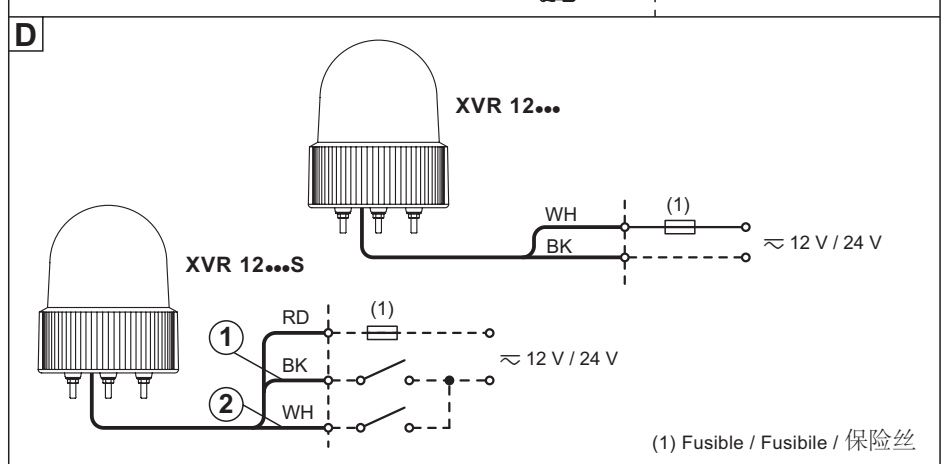 D
XVR 12•••
(1)
WH
BK
12 V / 24 V
XVR 12•••S
(1)
RD
1
BK
12 V / 24 V
2
WH
(1) Fusible / Fusibile / 保险丝